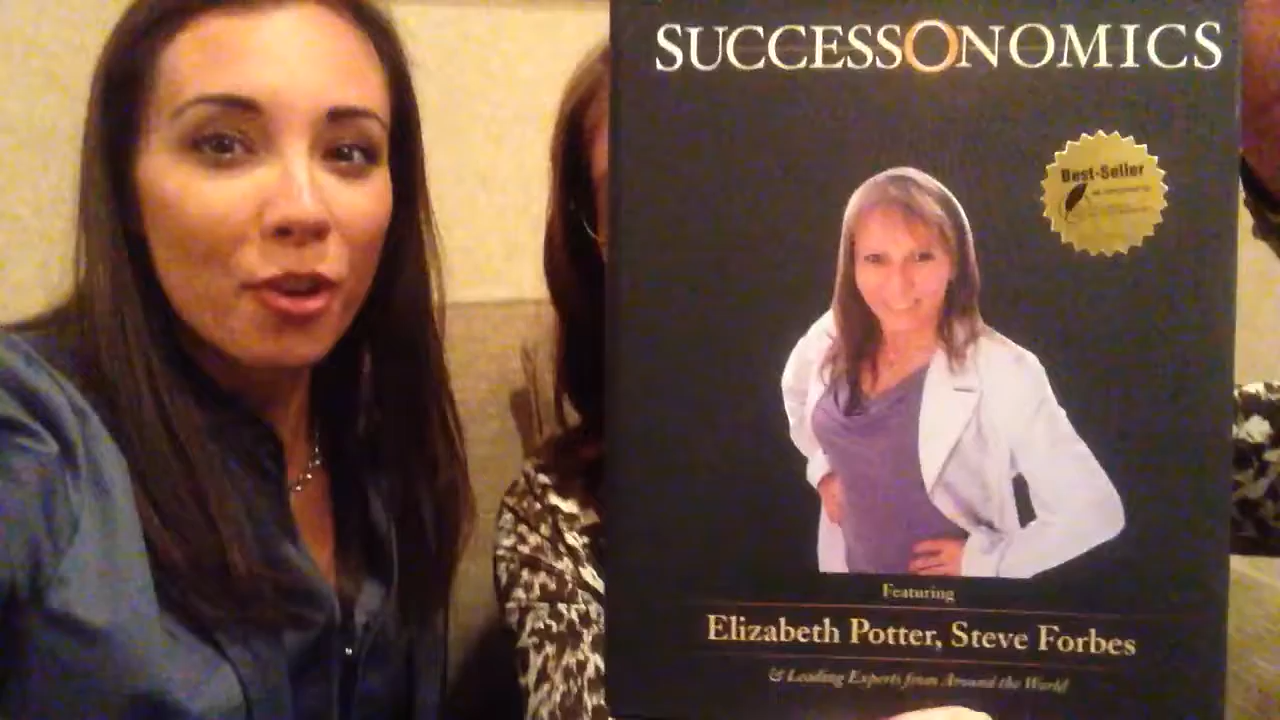 SUCCESSONOMICS
Best-Seller
Featuring
Elizabeth Potter, Steve Forbes
& Leading Experts from Around the World